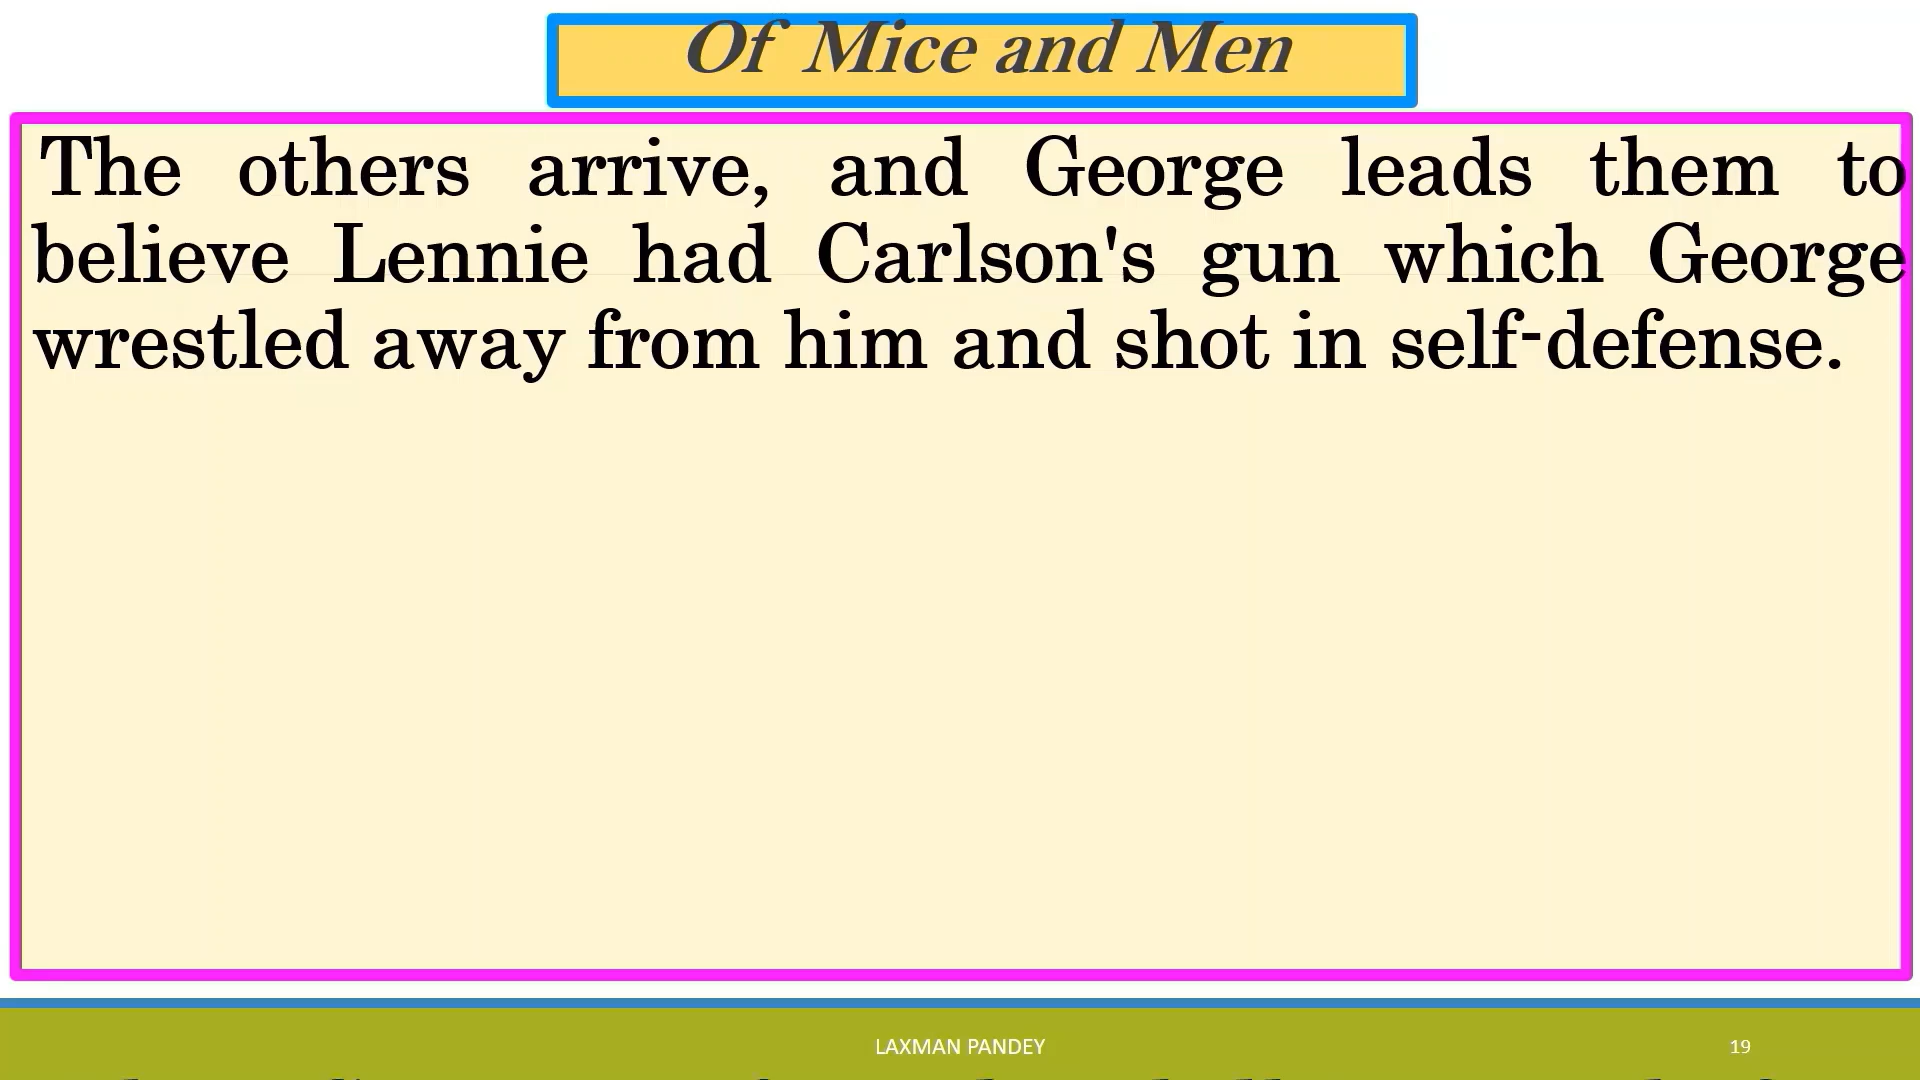 Of Mice and Men
The others arrive, and George leads them to
believe Lennie had Carlson's gun which George
wrestled away from him and shot in self-defense.
LAXMAN PANDEY
19